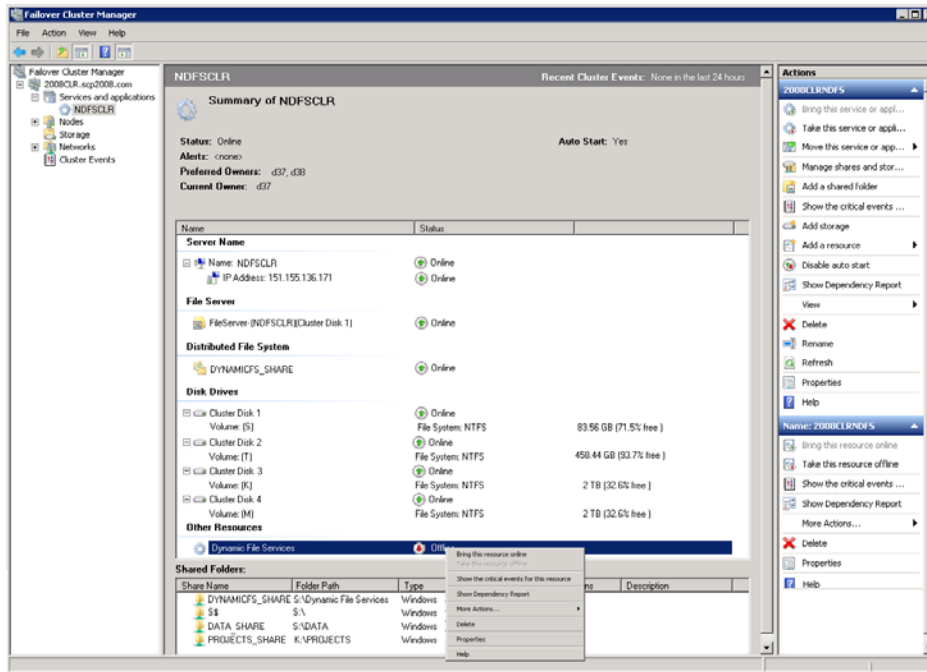 Failover Cluster Manager
File Action View Help
Failover Cluster Manager
2008CLR.scp2008.com
Services and applications
NDFSCLR
Nodes
Storage
Networks
Cluster Events
NDFSCLR Recent Cluster Events: None in the last 24 hours
Summary of NDFSCLR
Status: Online Auto Start: Yes
Alerts: <none>
Preferred Owners: d37, d38
Current Owner: d37
Name Status
Server Name
Name: NDFSCLR Online
IP Address: 151.155.136.171 Online
File Server
FileServer-(NDFSCLR)(Cluster Disk 1) Online
Distributed File System
DYNAMICFS_SHARE Online
Disk Drives
Cluster Disk 1 Online
Volume: (S) File System: NTFS 83.56 GB (71.5% free )
Cluster Disk 2 Online
Volume: (T) File System: NTFS 458.44 GB (93.7% free )
Cluster Disk 3 Online
Volume: (K) File System: NTFS 2 TB (32.6% free )
Cluster Disk 4 Online
Volume: (M) File System: NTFS 2 TB (32.6% free )
Other Resources
Dynamic File Services
Bring this resource online
Take this resource offline
Show the critical events for this resource
Show Dependency Report
More Actions...
Delete
Properties
Help
Shared Folders:
Share Name Folder Path Type Description
DYNAMICFS_SHARE S:\Dynamic File Services Windows
S$ S:\ Windows
DATA_SHARE S:\DATA Windows
PROJECTS_SHARE K:\PROJECTS Windows
Actions
2008CLRNDFS
Bring this service or appl...
Take this service or appli...
Move this service or app...
Manage shares and stor...
Add a shared folder
Show the critical events ...
Add storage
Add a resource
Disable auto start
Show Dependency Report
View
Delete
Rename
Refresh
Properties
Help
Name: 2008CLRNDFS
Bring this resource online
Take this resource offline
Show the critical events ...
Show Dependency Report
More Actions...
Delete
Properties
Help